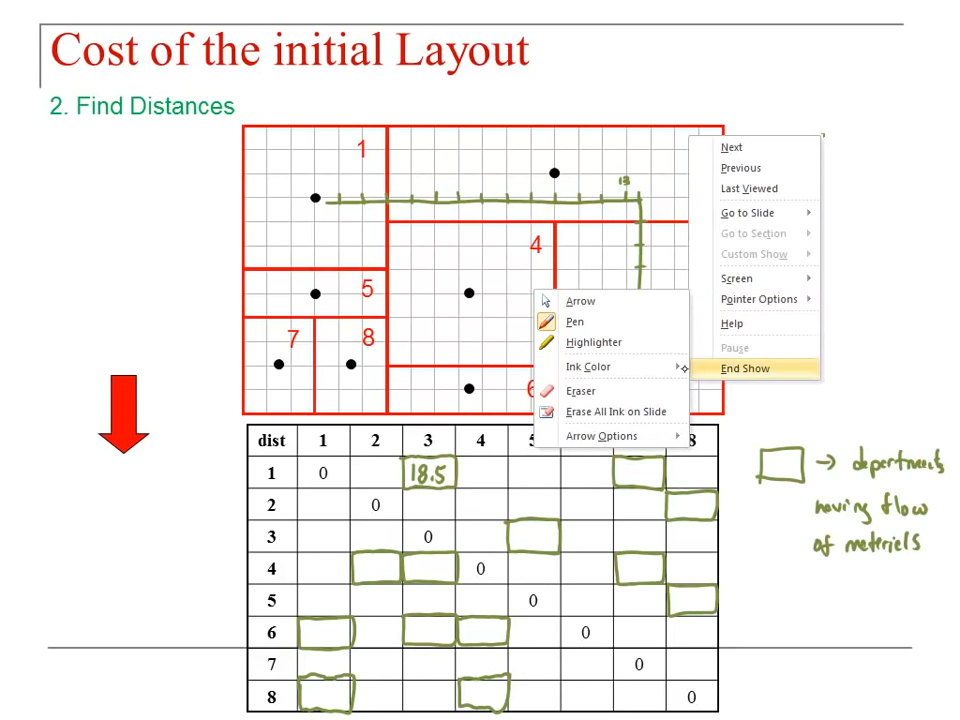 Cost of the initial Layout
2. Find Distances
1
13
4
5
7
8
6
Next
Previous
Last Viewed
Go to Slide
Go to Section
Custom Show
Screen
Pointer Options
Help
Pause
End Show
Arrow
Pen
Highlighter
Ink Color
Eraser
Erase All Ink on Slide
Arrow Options
dist 1 2 3 4 5 8
1 0 18.5
2 0
3 0
4 0
5 0
6 0
7 0
8 0
→ departments
having flow
of materiels